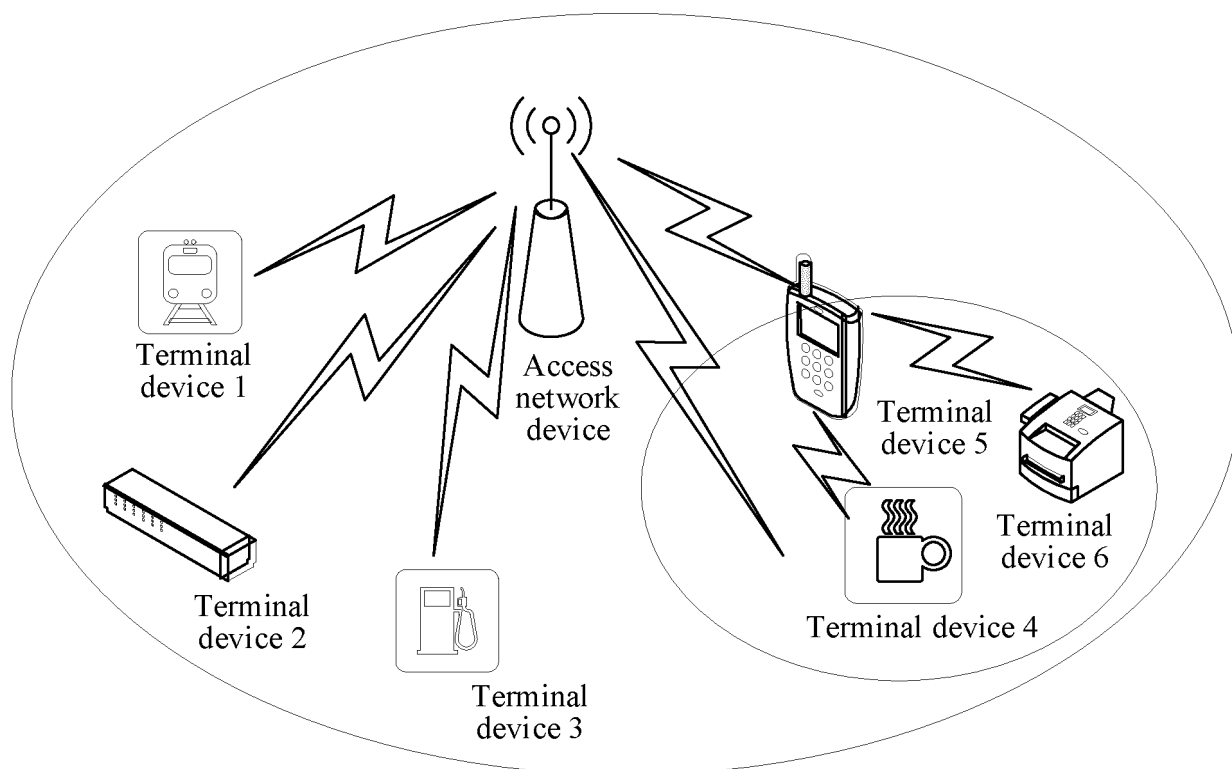 Terminal
device 1
Access
network
device
Terminal
device 5
Terminal
device 6
Terminal
device 2
Terminal device 4
Terminal
device 3